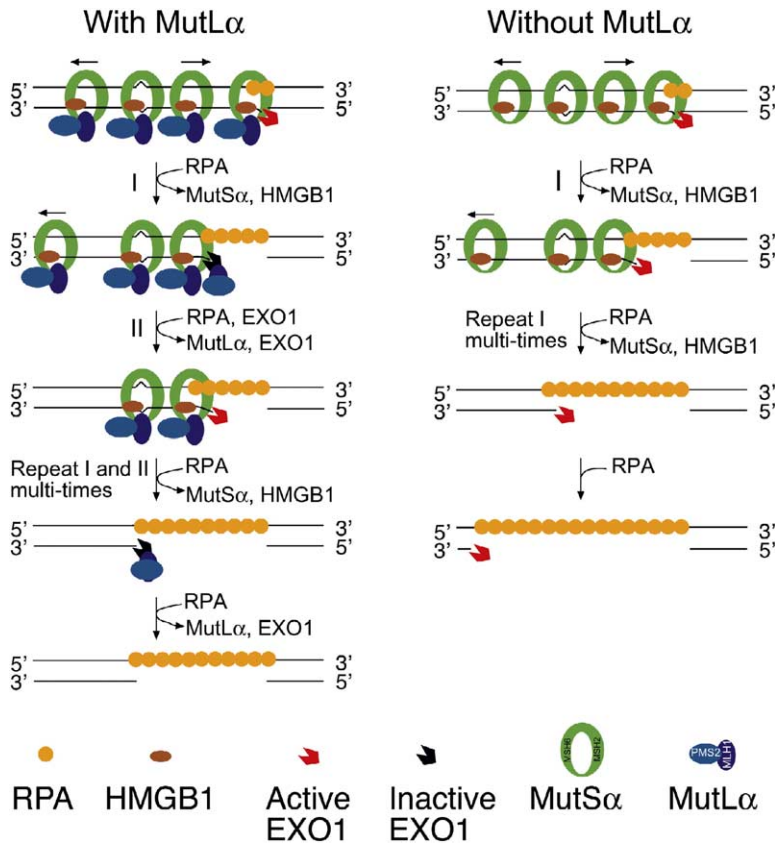 With MutLα
5' 3'
3' 5'
I
RPA
MutSα, HMGB1
5' 3'
3' 5'
II
RPA, EXO1
MutLα, EXO1
5' 3'
3' 5'
Repeat I and II
multi-times
RPA
MutSα, HMGB1
5' 3'
3' 5'
RPA
MutLα, EXO1
5' 3'
3' 5'
Without MutLα
5' 3'
3' 5'
I
RPA
MutSα, HMGB1
5' 3'
3' 5'
Repeat I
multi-times
RPA
MutSα, HMGB1
5' 3'
3' 5'
RPA
5' 3'
3' 5'
RPA
HMGB1
Active
EXO1
Inactive
EXO1
MSH6
MSH2
MutSα
PMS2
MLH1
MutLα